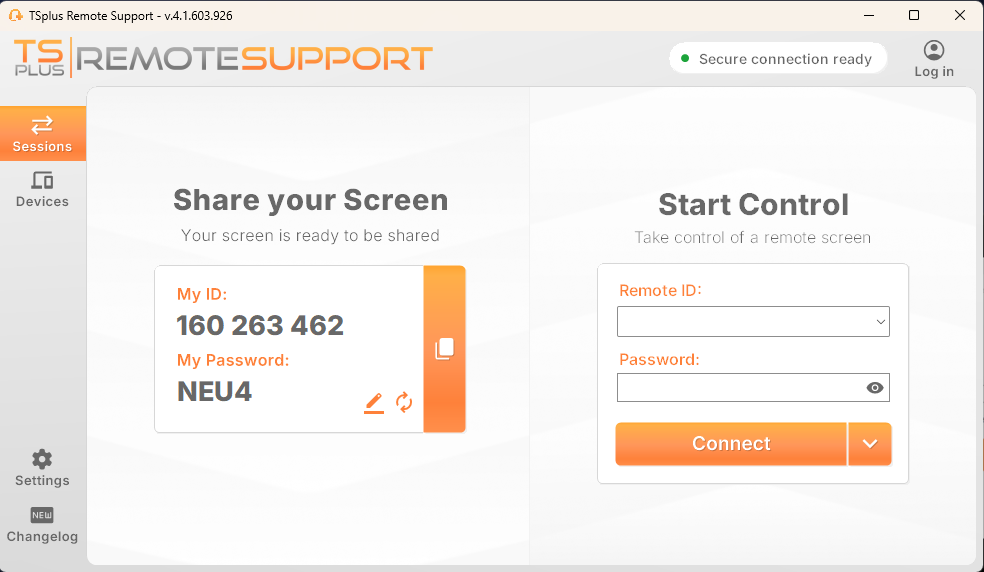 TSplus Remote Support - v.4.1.603.926
TS PLUS REMOTESUPPORT
Secure connection ready
Log in
Sessions
Devices
Settings
NEW
Changelog
Share your Screen
Your screen is ready to be shared
My ID:
160 263 462
My Password:
NEU4
Start Control
Take control of a remote screen
Remote ID:
Password:
Connect